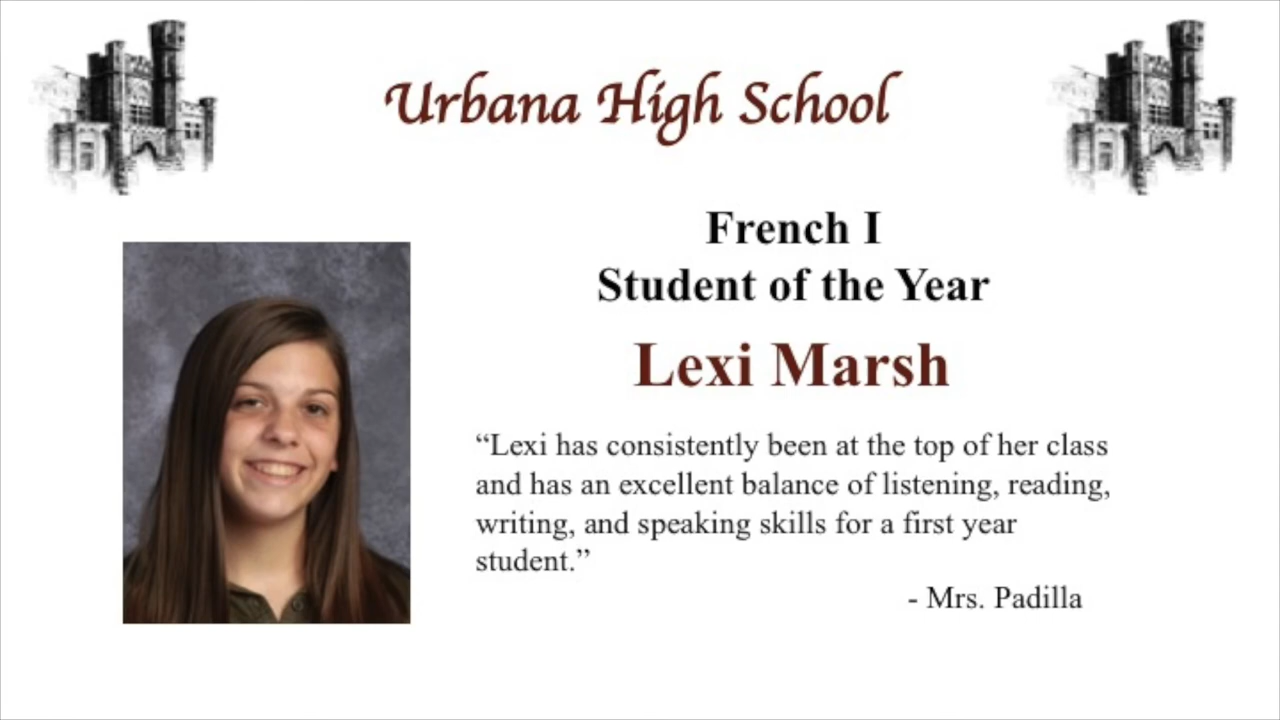 Urbana High School
French I
Student of the Year
Lexi Marsh
“Lexi has consistently been at the top of her class
and has an excellent balance of listening, reading,
writing, and speaking skills for a first year
student.”
- Mrs. Padilla